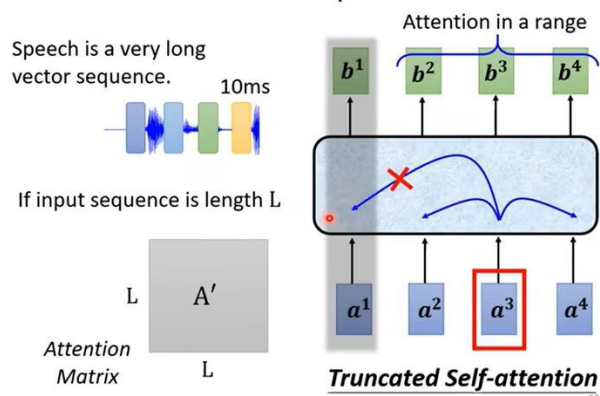 Speech is a very long
vector sequence.
10ms
If input sequence is length L
L
A′
Attention
Matrix
L
Attention in a range
b¹ b² b³ b⁴
a¹ a² a³ a⁴
Truncated Self-attention